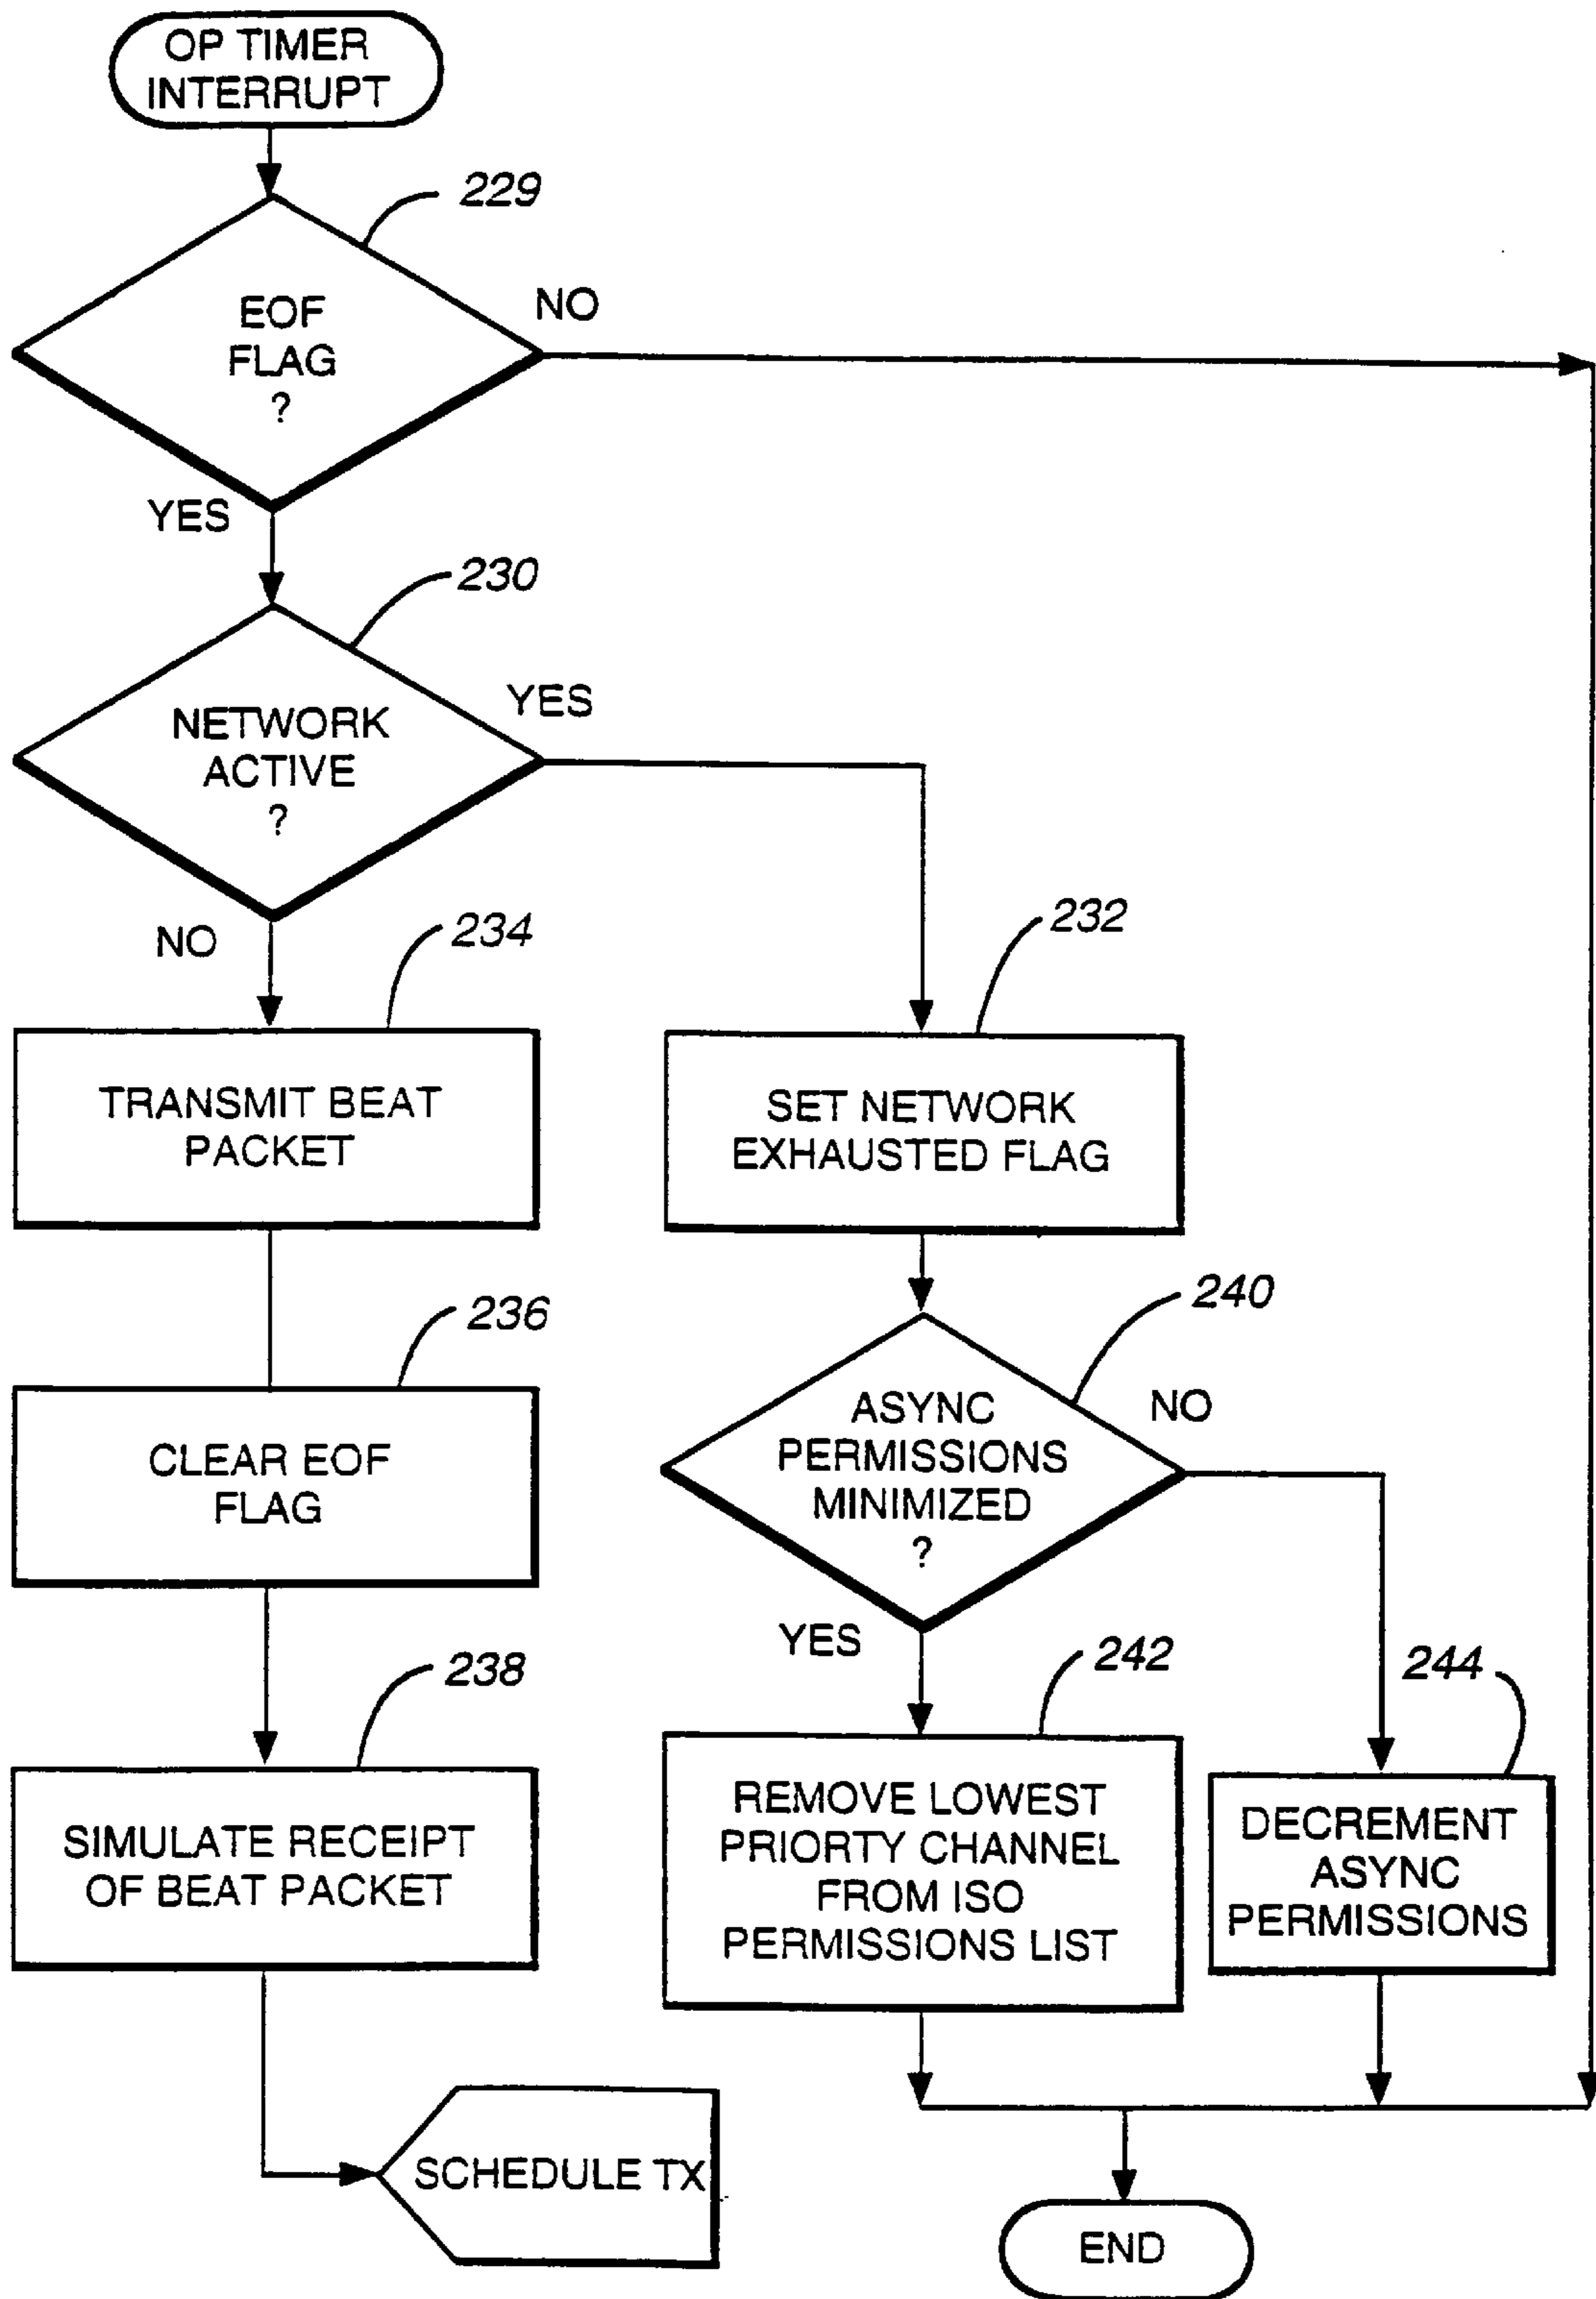 OP TIMER
INTERRUPT
229
EOF
FLAG
?
NO
YES
230
NETWORK
ACTIVE
?
YES
NO
234
232
TRANSMIT BEAT
PACKET
SET NETWORK
EXHAUSTED FLAG
236
240
CLEAR EOF
FLAG
ASYNC
PERMISSIONS
MINIMIZED
?
NO
YES
238
242
244
SIMULATE RECEIPT
OF BEAT PACKET
REMOVE LOWEST
PRIORTY CHANNEL
FROM ISO
PERMISSIONS LIST
DECREMENT
ASYNC
PERMISSIONS
SCHEDULE TX
END